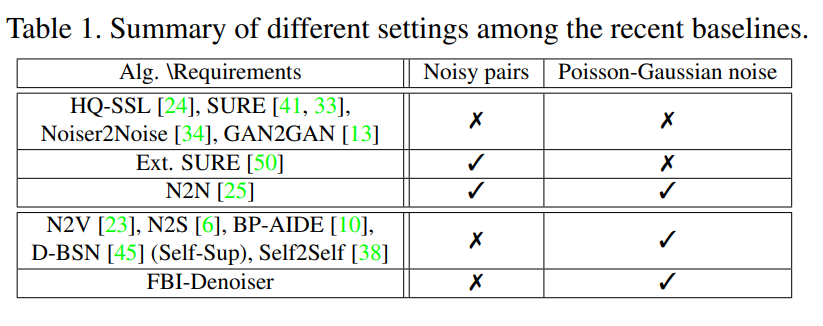 Table 1. Summary of different settings among the recent baselines.
Alg. \Requirements Noisy pairs Poisson-Gaussian noise
HQ-SSL [24], SURE [41, 33],
Noiser2Noise [34], GAN2GAN [13] ✗ ✗
Ext. SURE [50] ✓ ✗
N2N [25] ✓ ✓
N2V [23], N2S [6], BP-AIDE [10],
D-BSN [45] (Self-Sup), Self2Self [38] ✗ ✓
FBI-Denoiser ✗ ✓